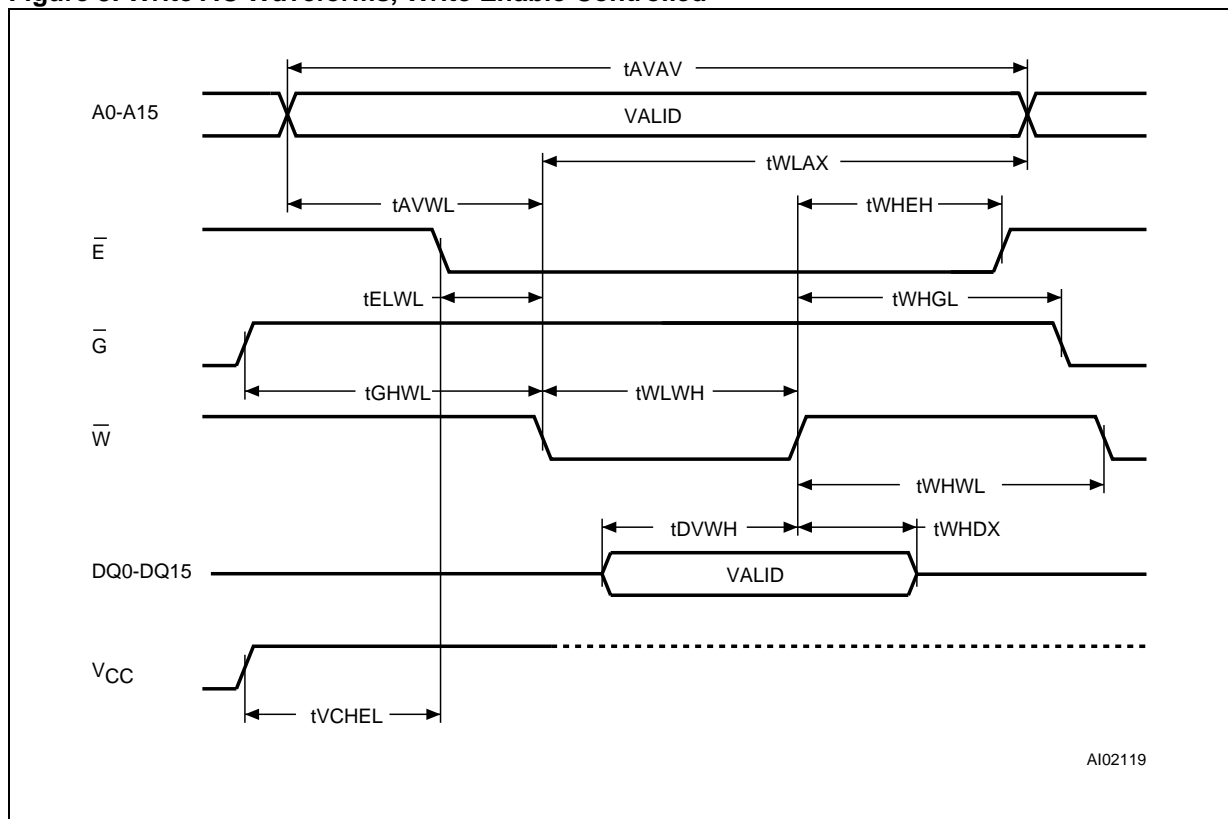 Figure Write AC Waveforms, Write Enable Controlled
tAVAV
A0-A15
VALID
tWLAX
tAVWL
tWHEH
E̅
tELWL
tWHGL
G̅
tGHWL
tWLWH
W̅
tWHWL
tDVWH
tWHDX
DQ0-DQ15
VALID
VCC
tVCHEL
AI02119